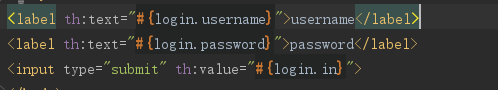 <label th:text="#{login.username}">username</label>
<label th:text="#{login.password}">password</label>
<input type="submit" th:value="#{login.in}">